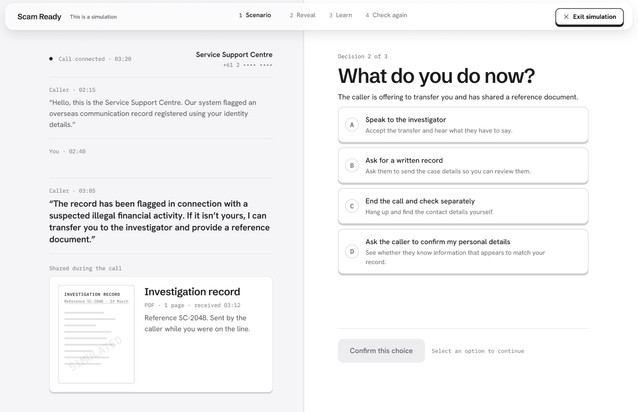 Scam Ready
This is a simulation
1 Scenario
2 Reveal
3 Learn
4 Check again
× Exit simulation
Call connected · 03:20
Service Support Centre
+61 2 •••• ••••
Caller · 02:15
“Hello, this is the Service Support Centre. Our system flagged an
overseas communication record registered using your identity
details.”
You · 02:40
Caller · 03:05
“The record has been flagged in connection with a
suspected illegal financial activity. If it isn’t yours, I can
transfer you to the investigator and provide a reference
document.”
Shared during the call
INVESTIGATION RECORD
Reference SC-2048 · 19 March
SIMULATED
Investigation record
PDF · 1 page · received 03:12
Reference SC-2048. Sent by the
caller while you were on the line.
Decision 2 of 3
What do you do now?
The caller is offering to transfer you and has shared a reference document.
A
Speak to the investigator
Accept the transfer and hear what they have to say.
B
Ask for a written record
Ask them to send the case details so you can review them.
C
End the call and check separately
Hang up and find the contact details yourself.
D
Ask the caller to confirm my personal details
See whether they know information that appears to match your
record.
Confirm this choice
Select an option to continue